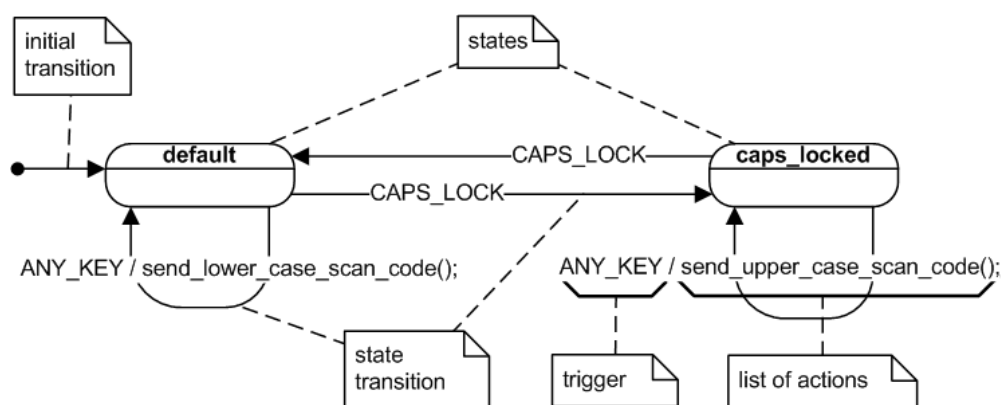 initial
transition
states
default
CAPS_LOCK
caps_locked
CAPS_LOCK
ANY_KEY / send_lower_case_scan_code();
ANY_KEY / send_upper_case_scan_code();
state
transition
trigger
list of actions